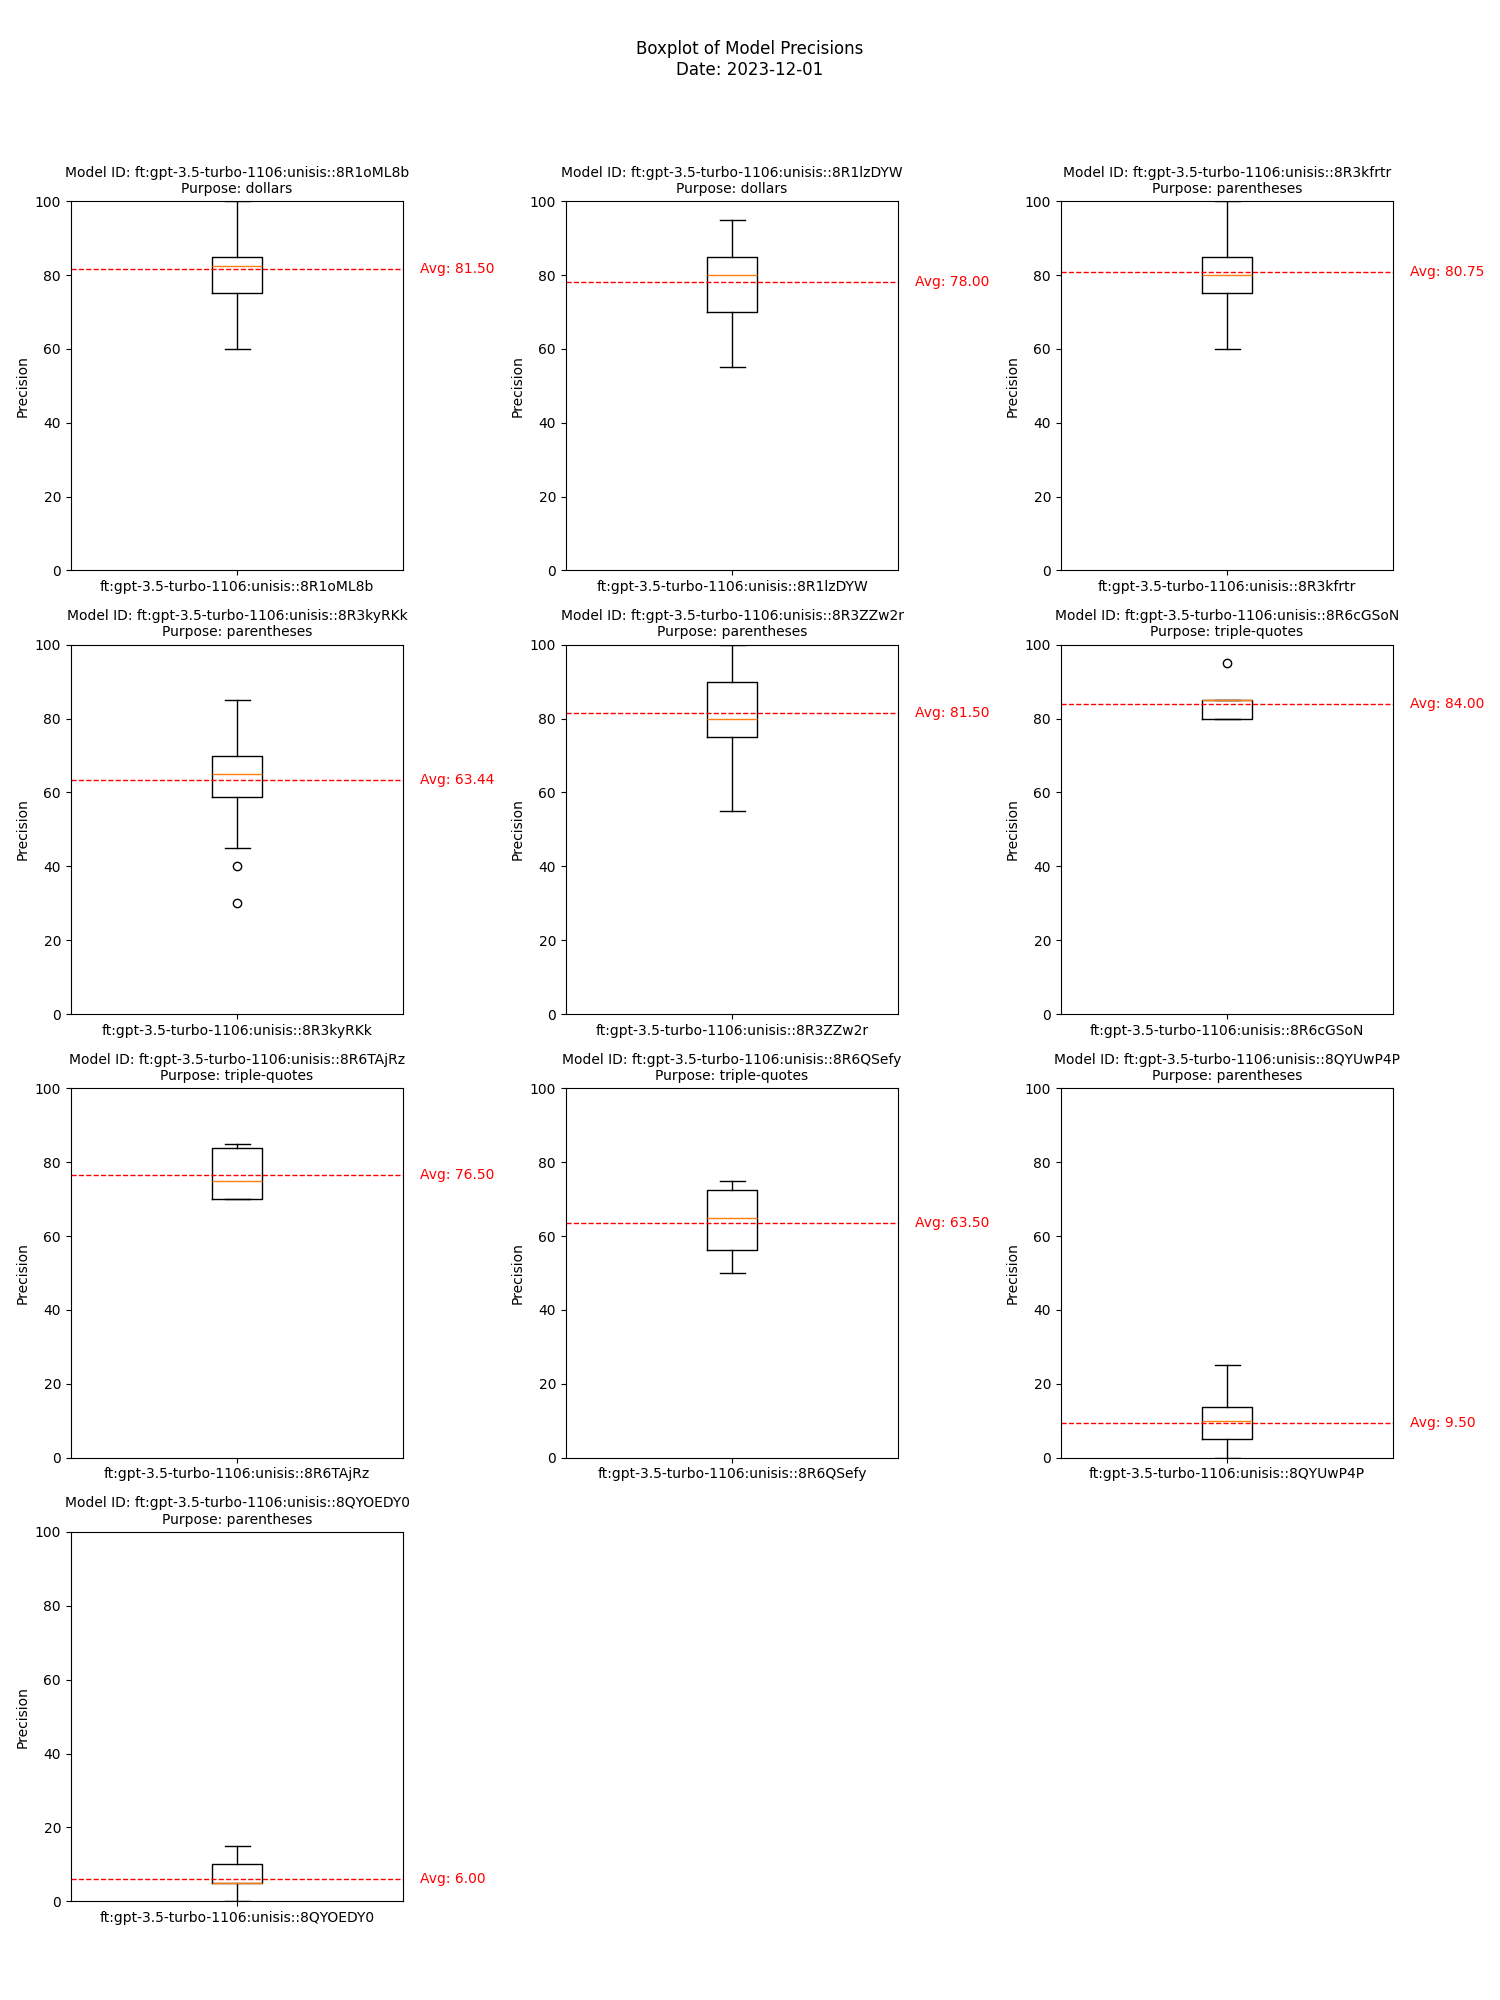 Boxplot of Model Precisions
Date: 2023-12-01
Model ID: ft:gpt-3.5-turbo-1106:unisis::8R1oML8b
Purpose: dollars
100
80
60
40
20
0
Precision
Avg: 81.50
ft:gpt-3.5-turbo-1106:unisis::8R1oML8b
Model ID: ft:gpt-3.5-turbo-1106:unisis::8R1lzDYW
Purpose: dollars
100
80
60
40
20
0
Precision
Avg: 78.00
ft:gpt-3.5-turbo-1106:unisis::8R1lzDYW
Model ID: ft:gpt-3.5-turbo-1106:unisis::8R3kfrtr
Purpose: parentheses
100
80
60
40
20
0
Precision
Avg: 80.75
ft:gpt-3.5-turbo-1106:unisis::8R3kfrtr
Model ID: ft:gpt-3.5-turbo-1106:unisis::8R3kyRKk
Purpose: parentheses
100
80
60
40
20
0
Precision
Avg: 63.44
ft:gpt-3.5-turbo-1106:unisis::8R3kyRKk
Model ID: ft:gpt-3.5-turbo-1106:unisis::8R3ZZw2r
Purpose: parentheses
100
80
60
40
20
0
Precision
Avg: 81.50
ft:gpt-3.5-turbo-1106:unisis::8R3ZZw2r
Model ID: ft:gpt-3.5-turbo-1106:unisis::8R6cGSoN
Purpose: triple-quotes
100
80
60
40
20
0
Precision
Avg: 84.00
ft:gpt-3.5-turbo-1106:unisis::8R6cGSoN
Model ID: ft:gpt-3.5-turbo-1106:unisis::8R6TAjRz
Purpose: triple-quotes
100
80
60
40
20
0
Precision
Avg: 76.50
ft:gpt-3.5-turbo-1106:unisis::8R6TAjRz
Model ID: ft:gpt-3.5-turbo-1106:unisis::8R6QSefy
Purpose: triple-quotes
100
80
60
40
20
0
Precision
Avg: 63.50
ft:gpt-3.5-turbo-1106:unisis::8R6QSefy
Model ID: ft:gpt-3.5-turbo-1106:unisis::8QYUwP4P
Purpose: parentheses
100
80
60
40
20
0
Precision
Avg: 9.50
ft:gpt-3.5-turbo-1106:unisis::8QYUwP4P
Model ID: ft:gpt-3.5-turbo-1106:unisis::8QYOEDY0
Purpose: parentheses
100
80
60
40
20
0
Precision
Avg: 6.00
ft:gpt-3.5-turbo-1106:unisis::8QYOEDY0